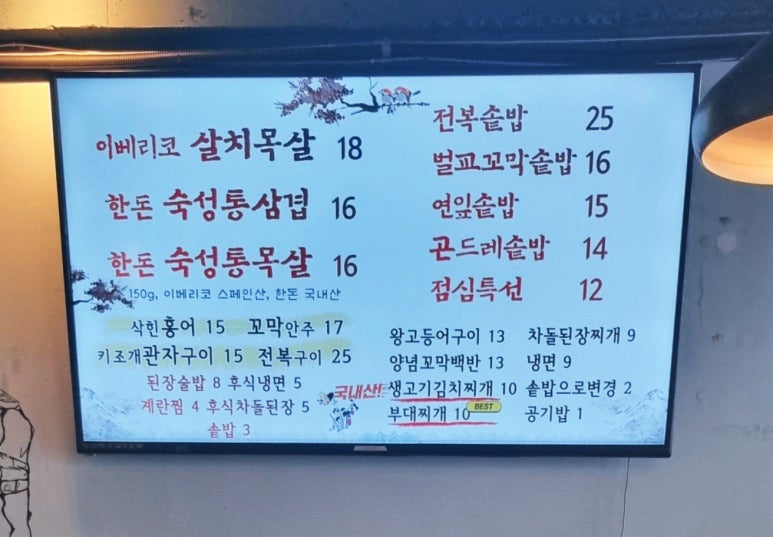 이베리코 살치목살 18
한돈 숙성통삼겹 16
한돈 숙성통목살 16
150g, 이베리코 스페인산, 한돈 국내산
삭힌홍어 15 꼬막안주 17
키조개관자구이 15 전복구이 25
된장술밥 8 후식냉면 5
계란찜 4 후식차돌된장 5
솥밥 3
전복솥밥 25
벌교꼬막솥밥 16
연잎솥밥 15
곤드레솥밥 14
점심특선 12
왕고등어구이 13 차돌된장찌개 9
양념꼬막백반 13 냉면 9
국내산! 생고기김치찌개 10 솥밥으로변경 2
부대찌개 10 BEST 공기밥 1